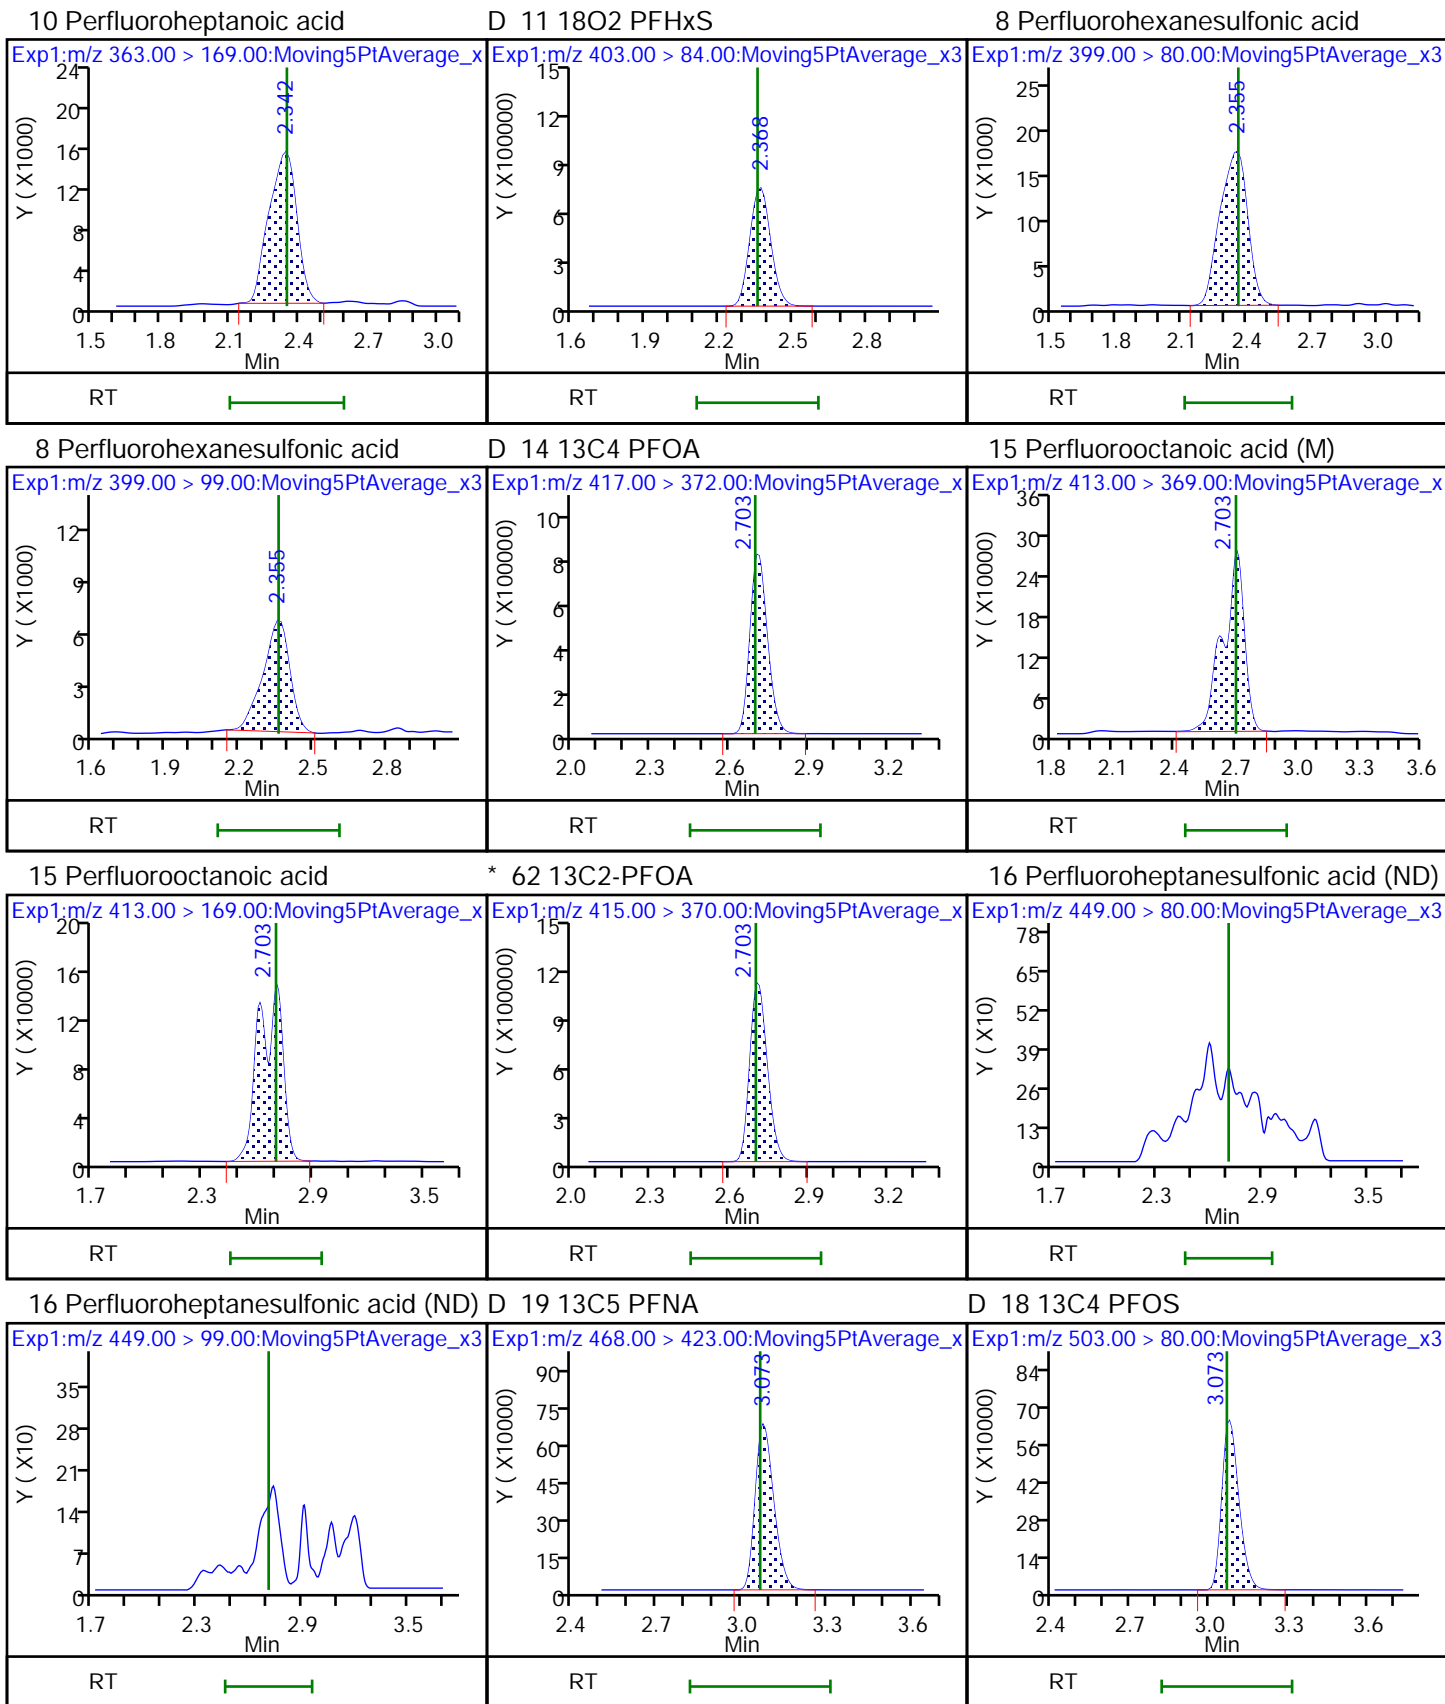 10 Perfluoroheptanoic acid
D 11 18O2 PFHxS
8 Perfluorohexanesulfonic acid
Exp1:m/z 363.00 > 169.00:Moving5PtAverage_x
Exp1:m/z 403.00 > 84.00:Moving5PtAverage_x3
Exp1:m/z 399.00 > 80.00:Moving5PtAverage_x3
24
20
16
12
8
4
0
Y ( X1000)
2.342
1.5 1.8 2.1 2.4 2.7 3.0
Min
15
12
9
6
3
0
Y ( X100000)
2.368
1.6 1.9 2.2 2.5 2.8
Min
25
20
15
10
5
0
Y ( X1000)
2.355
1.5 1.8 2.1 2.4 2.7 3.0
Min
RT
RT
RT
8 Perfluorohexanesulfonic acid
D 14 13C4 PFOA
15 Perfluorooctanoic acid (M)
Exp1:m/z 399.00 > 99.00:Moving5PtAverage_x3
Exp1:m/z 417.00 > 372.00:Moving5PtAverage_x
Exp1:m/z 413.00 > 369.00:Moving5PtAverage_x
12
9
6
3
0
Y ( X1000)
2.355
1.6 1.9 2.2 2.5 2.8
Min
10
8
6
4
2
0
Y ( X100000)
2.703
2.0 2.3 2.6 2.9 3.2
Min
36
30
24
18
12
6
0
Y ( X10000)
2.703
1.8 2.1 2.4 2.7 3.0 3.3 3.6
Min
RT
RT
RT
15 Perfluorooctanoic acid
* 62 13C2-PFOA
16 Perfluoroheptanesulfonic acid (ND)
Exp1:m/z 413.00 > 169.00:Moving5PtAverage_x
Exp1:m/z 415.00 > 370.00:Moving5PtAverage_x
Exp1:m/z 449.00 > 80.00:Moving5PtAverage_x3
20
16
12
8
4
0
Y ( X10000)
2.703
1.7 2.3 2.9 3.5
Min
15
12
9
6
3
0
Y ( X100000)
2.703
2.0 2.3 2.6 2.9 3.2
Min
78
65
52
39
26
13
0
Y ( X10)
1.7 2.3 2.9 3.5
Min
RT
RT
RT
16 Perfluoroheptanesulfonic acid (ND)
D 19 13C5 PFNA
D 18 13C4 PFOS
Exp1:m/z 449.00 > 99.00:Moving5PtAverage_x3
Exp1:m/z 468.00 > 423.00:Moving5PtAverage_x
Exp1:m/z 503.00 > 80.00:Moving5PtAverage_x3
35
28
21
14
7
0
Y ( X10)
1.7 2.3 2.9 3.5
Min
90
75
60
45
30
15
0
Y ( X10000)
3.073
2.4 2.7 3.0 3.3 3.6
Min
84
70
56
42
28
14
0
Y ( X10000)
3.073
2.4 2.7 3.0 3.3 3.6
Min
RT
RT
RT